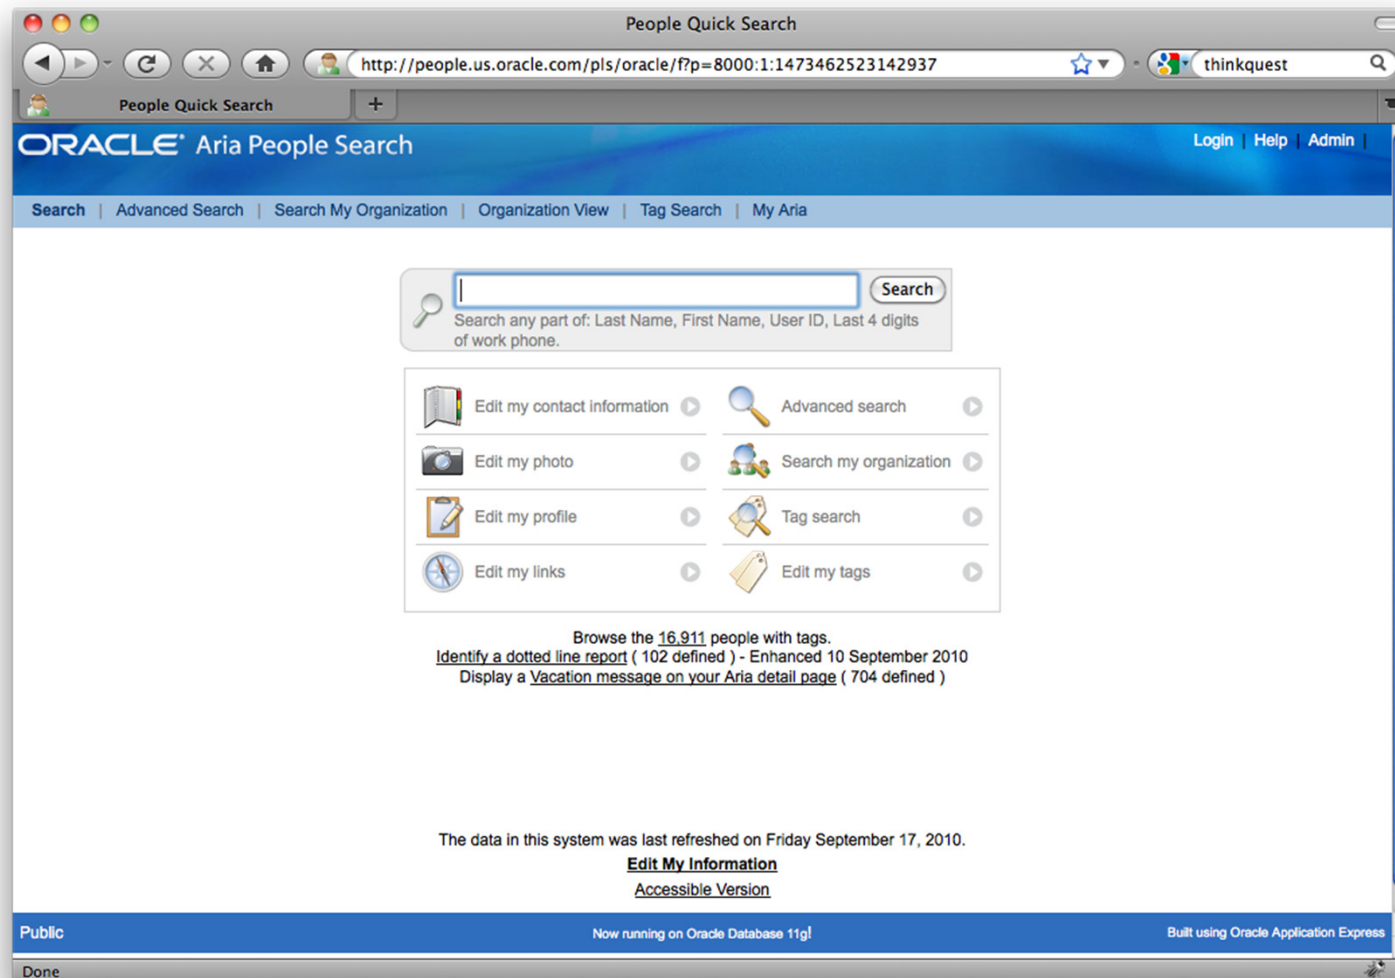 People Quick Search
http://people.us.oracle.com/pls/oracle/f?p=8000:1:1473462523142937
thinkquest
People Quick Search
+
ORACLE® Aria People Search
Login | Help | Admin |
Search | Advanced Search | Search My Organization | Organization View | Tag Search | My Aria
Search
Search any part of: Last Name, First Name, User ID, Last 4 digits
of work phone.
Edit my contact information
Advanced search
Edit my photo
Search my organization
Edit my profile
Tag search
Edit my links
Edit my tags
Browse the 16,911 people with tags.
Identify a dotted line report ( 102 defined ) - Enhanced 10 September 2010
Display a Vacation message on your Aria detail page ( 704 defined )
The data in this system was last refreshed on Friday September 17, 2010.
Edit My Information
Accessible Version
Public
Now running on Oracle Database 11g!
Built using Oracle Application Express
Done